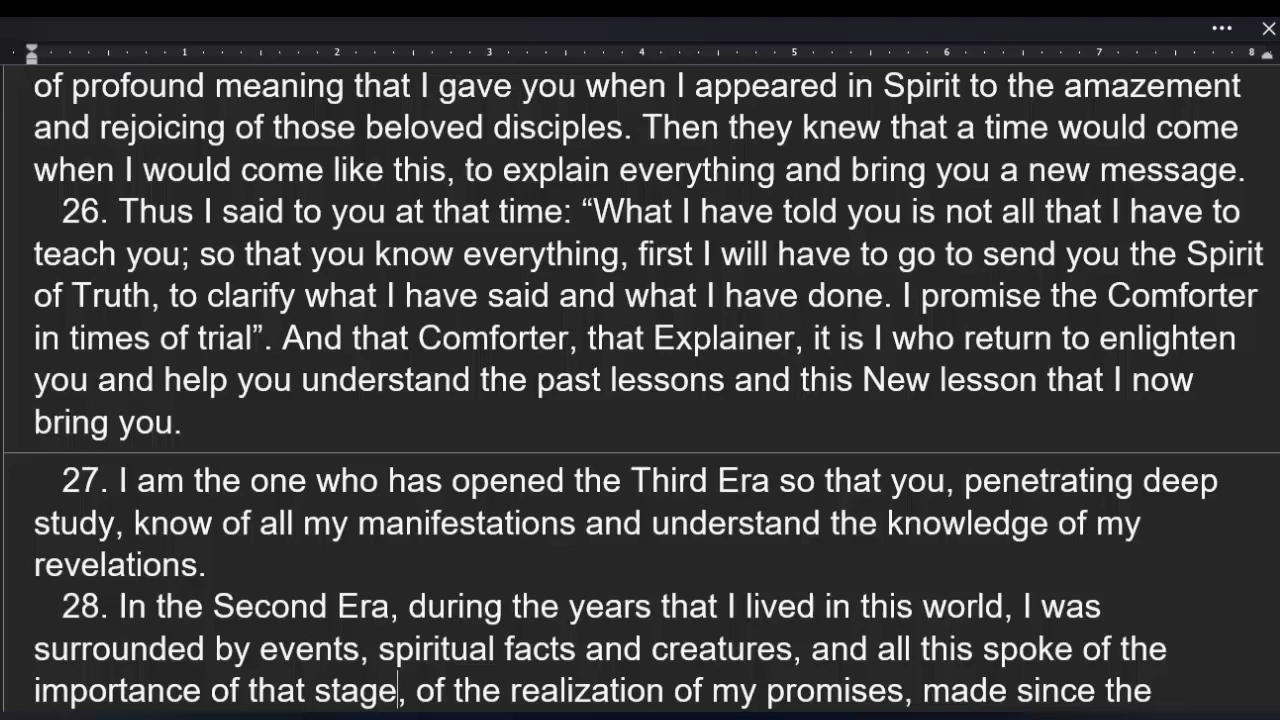 1 2 3 4 5 6 7 8
of profound meaning that I gave you when I appeared in Spirit to the amazement
and rejoicing of those beloved disciples. Then they knew that a time would come
when I would come like this, to explain everything and bring you a new message.
26. Thus I said to you at that time: “What I have told you is not all that I have to
teach you; so that you know everything, first I will have to go to send you the Spirit
of Truth, to clarify what I have said and what I have done. I promise the Comforter
in times of trial”. And that Comforter, that Explainer, it is I who return to enlighten
you and help you understand the past lessons and this New lesson that I now
bring you.
27. I am the one who has opened the Third Era so that you, penetrating deep
study, know of all my manifestations and understand the knowledge of my
revelations.
28. In the Second Era, during the years that I lived in this world, I was
surrounded by events, spiritual facts and creatures, and all this spoke of the
importance of that stage, of the realization of my promises, made since the